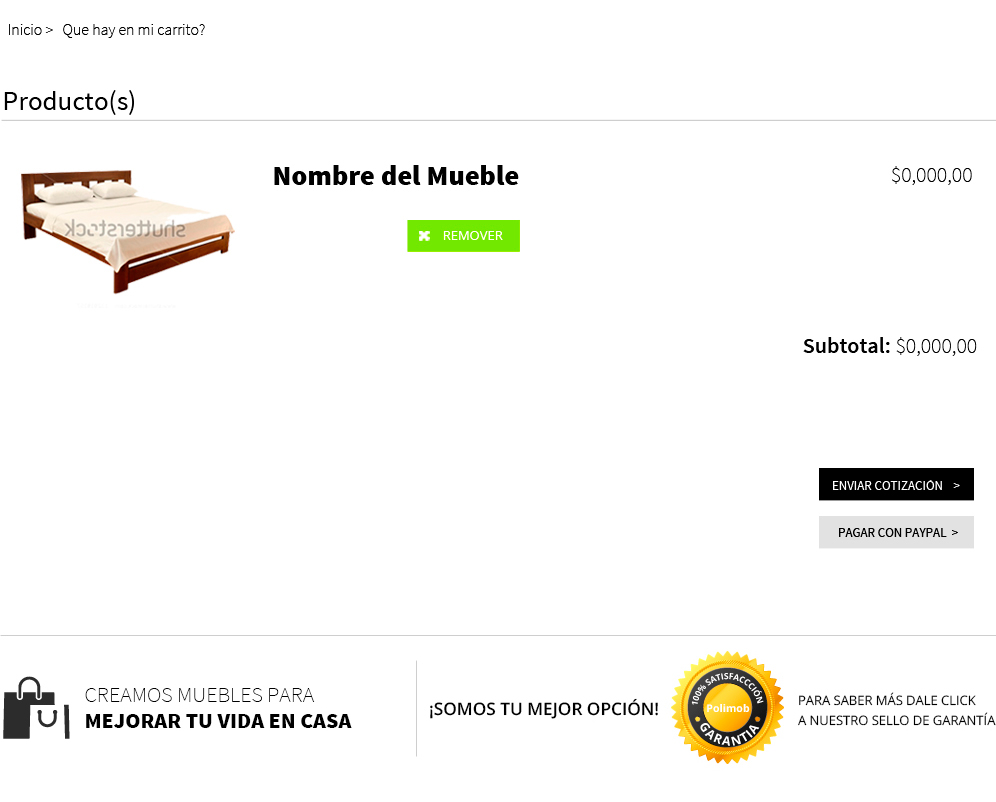 Inicio > Que hay en mi carrito?
Producto(s)
Nombre del Mueble
$0,000,00
shutterstock
✖ REMOVER
Subtotal: $0,000,00
ENVIAR COTIZACIÓN >
PAGAR CON PAYPAL >
CREAMOS MUEBLES PARA
MEJORAR TU VIDA EN CASA
¡SOMOS TU MEJOR OPCIÓN!
100% SATISFACCCIÓN
Polimob
GARANTIA
PARA SABER MÁS DALE CLICK
A NUESTRO SELLO DE GARANTÍA